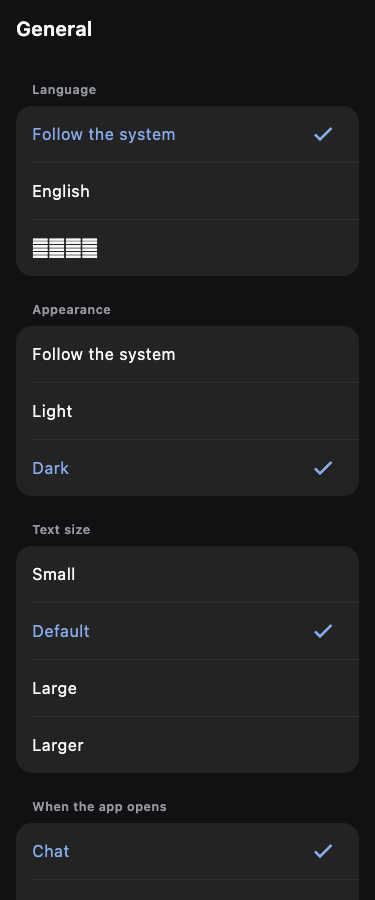 General
Language
Follow the system
English
Appearance
Follow the system
Light
Dark
Text size
Small
Default
Large
Larger
When the app opens
Chat